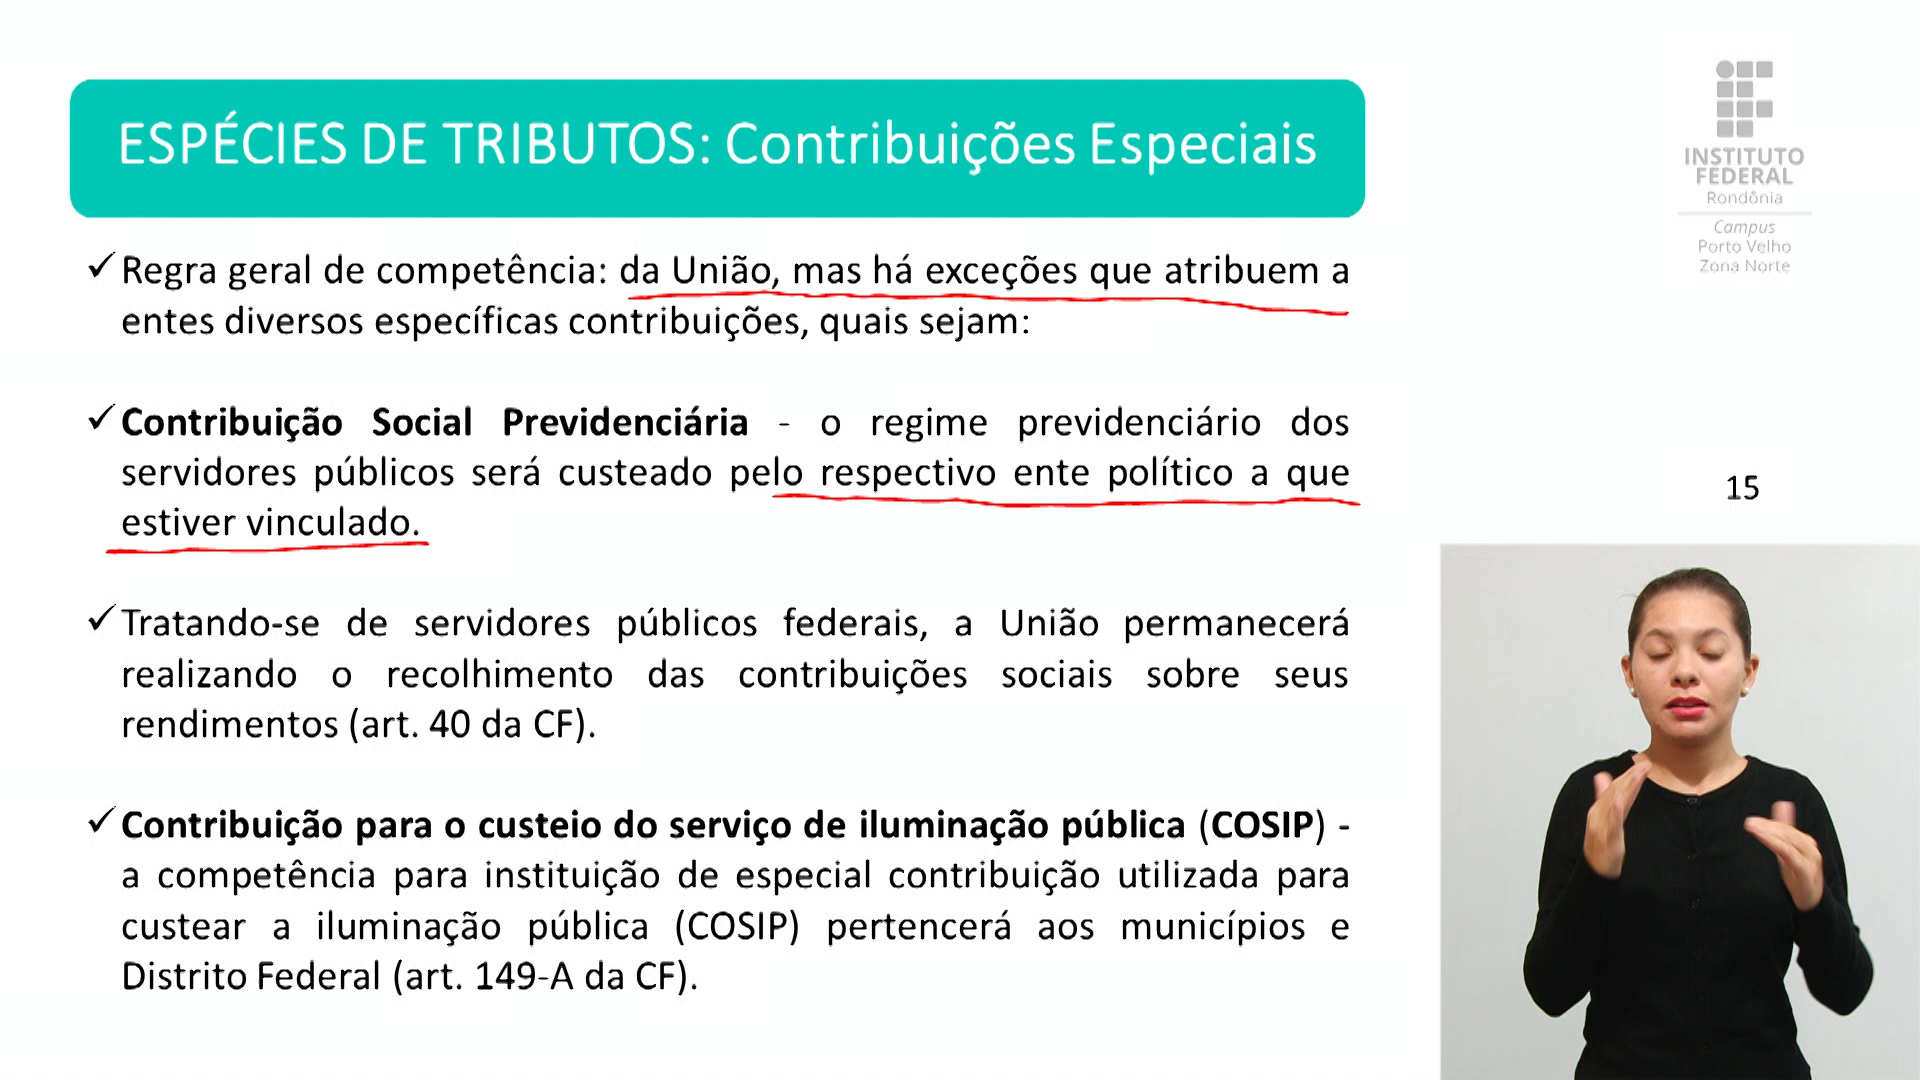 ESPÉCIES DE TRIBUTOS: Contribuições Especiais
INSTITUTO
FEDERAL
Rondônia
Campus
Porto Velho
Zona Norte
Regra geral de competência: da União, mas há exceções que atribuem a
entes diversos específicas contribuições, quais sejam:
Contribuição Social Previdenciária - o regime previdenciário dos
servidores públicos será custeado pelo respectivo ente político a que
estiver vinculado.
15
Tratando-se de servidores públicos federais, a União permanecerá
realizando o recolhimento das contribuições sociais sobre seus
rendimentos (art. 40 da CF).
Contribuição para o custeio do serviço de iluminação pública (COSIP) -
a competência para instituição de especial contribuição utilizada para
custear a iluminação pública (COSIP) pertencerá aos municípios e
Distrito Federal (art. 149-A da CF).